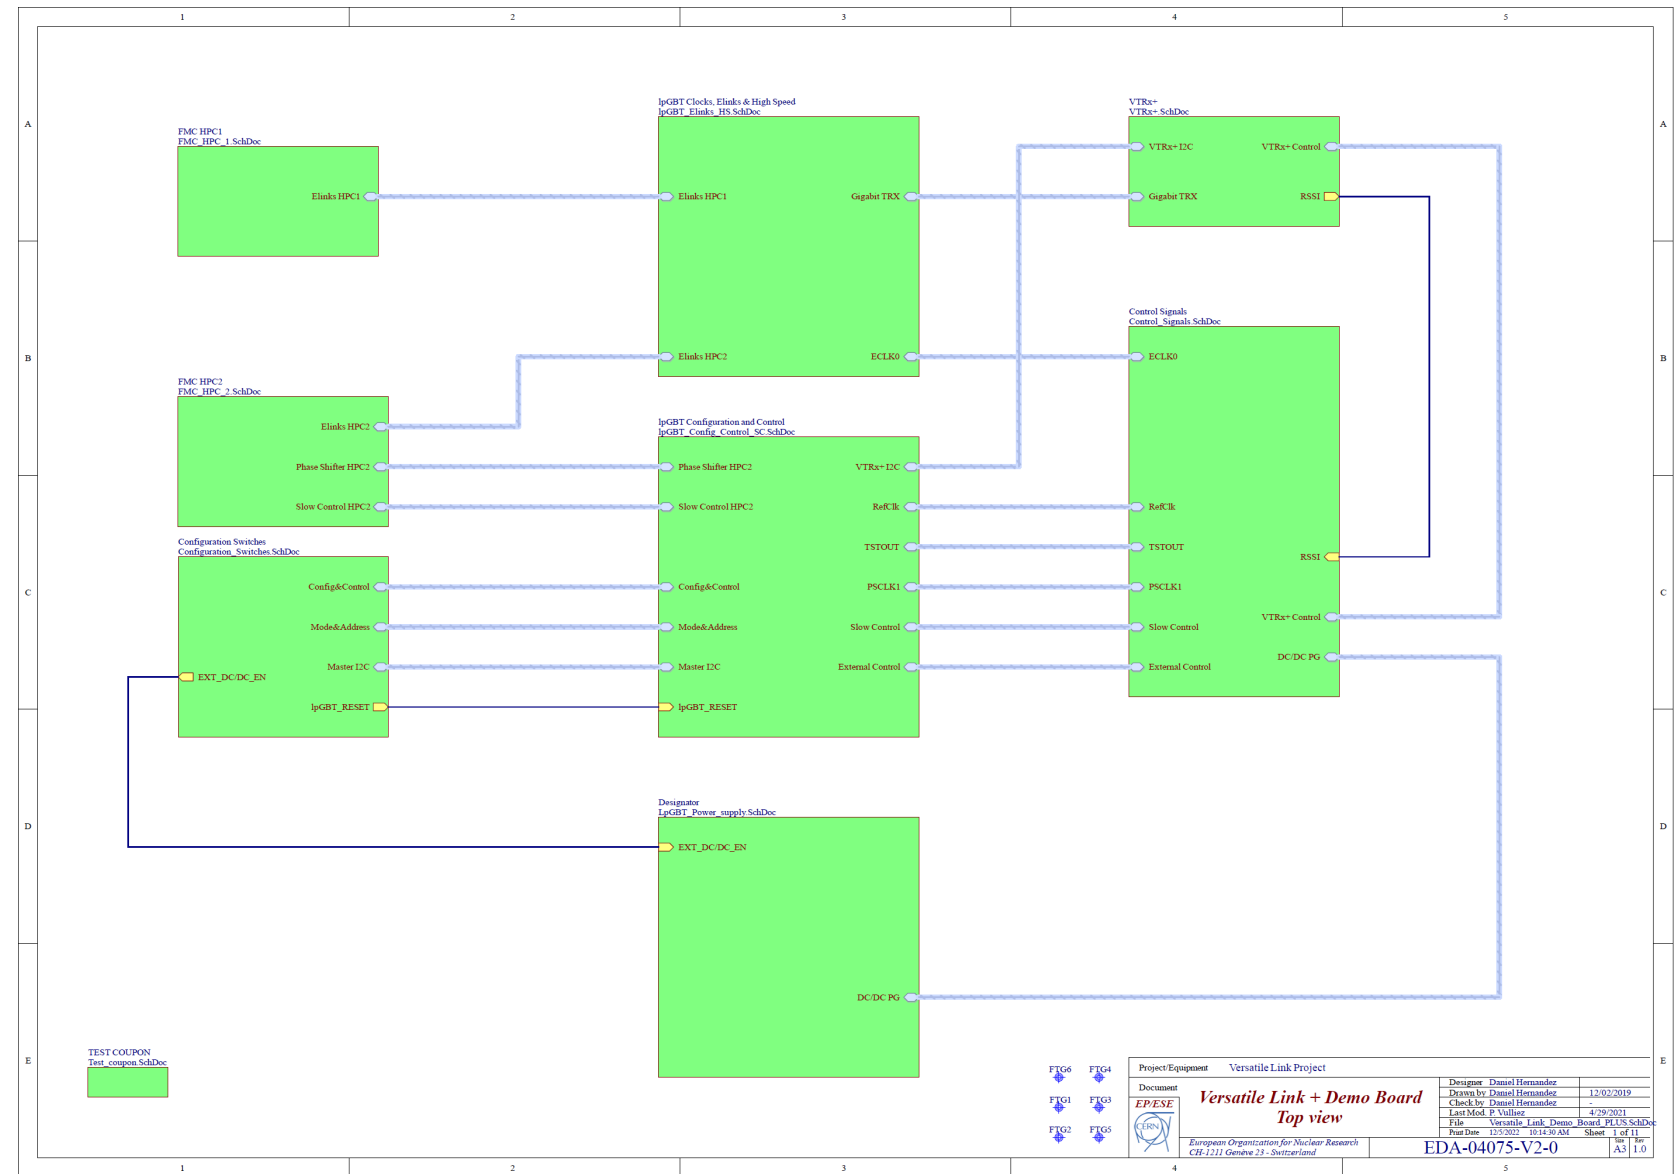 1 2 3 4 5
A
A
B
B
C
C
D
D
E
E
FMC HPC1
FMC_HPC_1.SchDoc
Elinks HPC1
lpGBT Clocks, Elinks & High Speed
lpGBT_Elinks_HS.SchDoc
Elinks HPC1
Gigabit TRX
Elinks HPC2
ECLK0
VTRx+
VTRx+.SchDoc
VTRx+ I2C
VTRx+ Control
Gigabit TRX
RSSI
FMC HPC2
FMC_HPC_2.SchDoc
Elinks HPC2
Phase Shifter HPC2
Slow Control HPC2
lpGBT Configuration and Control
lpGBT_Config_Control_SC.SchDoc
Phase Shifter HPC2
VTRx+ I2C
Slow Control HPC2
RefClk
TSTOUT
Config&Control
PSCLK1
Mode&Address
Slow Control
Master I2C
External Control
lpGBT_RESET
Control Signals
Control_Signals.SchDoc
ECLK0
RefClk
TSTOUT
RSSI
PSCLK1
VTRx+ Control
Slow Control
DC/DC PG
External Control
Configuration Switches
Configuration_Switches.SchDoc
Config&Control
Mode&Address
Master I2C
EXT_DC/DC_EN
lpGBT_RESET
Designator
LpGBT_Power_supply.SchDoc
EXT_DC/DC_EN
DC/DC PG
TEST COUPON
Test_coupon.SchDoc
FTG6 FTG4
FTG1 FTG3
FTG2 FTG5
Project/Equipment Versatile Link Project
Document
Versatile Link + Demo Board
Top view
EP/ESE
CERN
European Organization for Nuclear Research
CH-1211 Genève 23 - Switzerland
Designer Daniel Hernandez
Drawn by Daniel Hernandez 12/02/2019
Check by Daniel Hernandez -
Last Mod. P. Vulliez 4/29/2021
File Versatile_Link_Demo_Board_PLUS.SchDoc
Print Date 12/5/2022 10:14:30 AM Sheet 1 of 11
EDA-04075-V2-0
Size A3
Rev 1.0
1 2 3 4 5